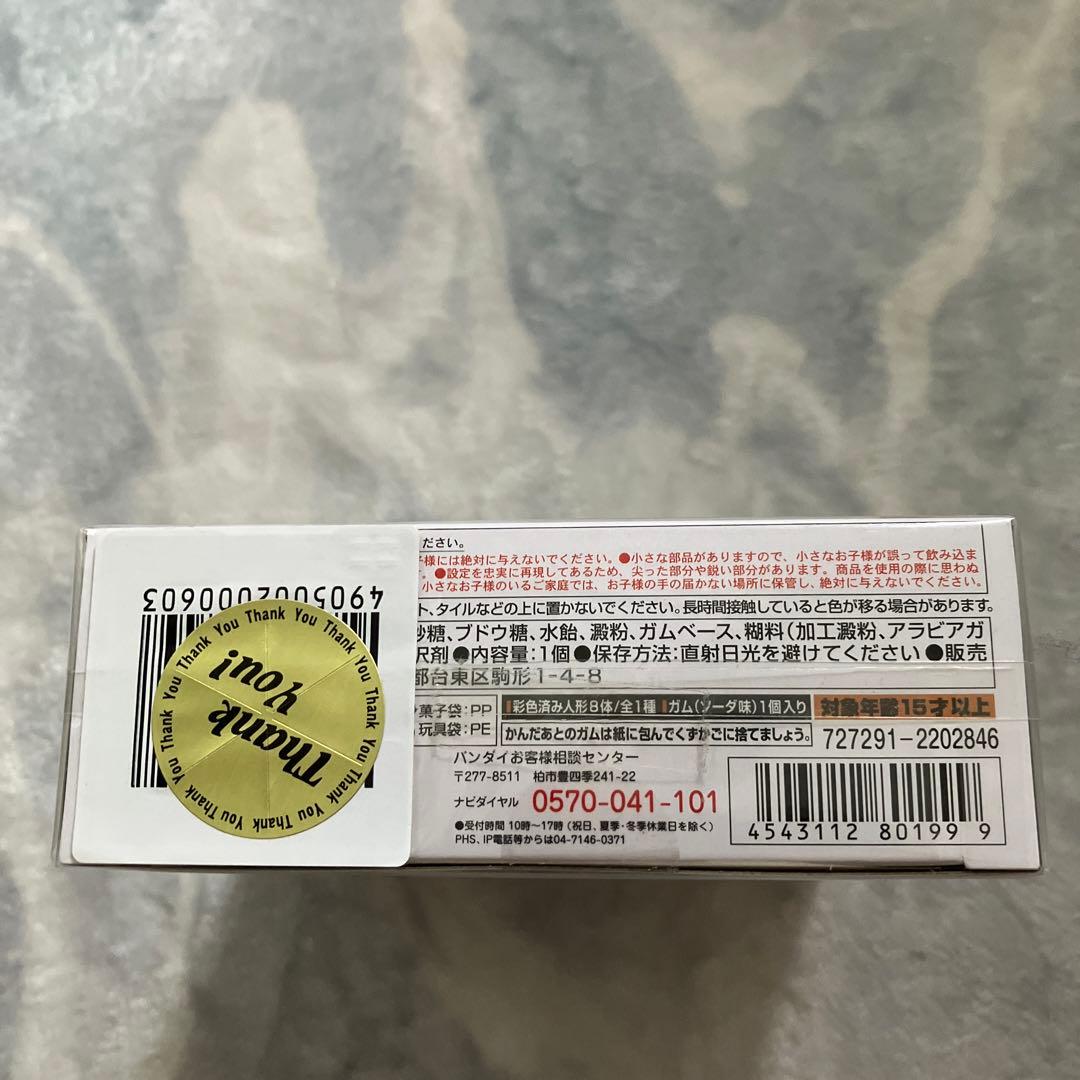 ださい。
様には絶対に与えないでください。●小さな部品がありますので、小さなお子様が誤って飲み込ま
す。●設定を忠実に再現してあるため、尖った部分や鋭い部分があります。商品を使用の際に思わぬ
小さなお子様のいるご家庭では、お子様の手の届かない場所に保管し、絶対に与えないでください。
ト、タイルなどの上に置かないでください。長時間接触していると色が移る場合があります。
砂糖、ブドウ糖、水飴、澱粉、ガムベース、糊料(加工澱粉、アラビアガ
沢剤●内容量:1個●保存方法:直射日光を避けてください●販売
都台東区駒形1-4-8
菓子袋:PP
玩具袋:PE
彩色済み人形8体/全1種 ガム(ソーダ味)1個入り
対象年齢15才以上
かんだあとのガムは紙に包んでくずかごに捨てましょう。
727291-2202846
バンダイお客様相談センター
〒277-8511 柏市豊四季241-22
ナビダイヤル 0570-041-101
●受付時間 10時〜17時(祝日、夏季・冬季休業日を除く)
PHS、IP電話等からは04-7146-0371
4543112 801999
4905002000603
Thank You!
Thank You Thank You Thank You Thank You Thank You Thank You Thank You Thank You